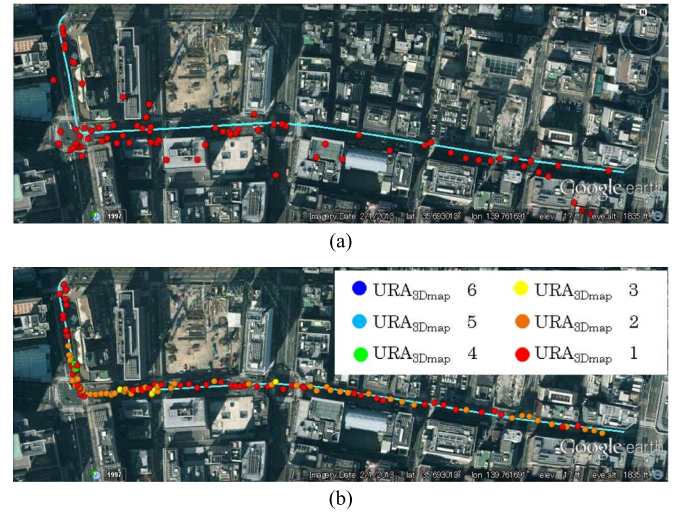 Google earth
1997 Imagery Date: 2/1/2013 lat 35.693013° lon 139.761691° elev 17 ft eye alt 1835 ft
(a)
URA3Dmap 6 URA3Dmap 3
URA3Dmap 5 URA3Dmap 2
URA3Dmap 4 URA3Dmap 1
Google earth
1997 Imagery Date: 2/1/2013 lat 35.693013° lon 139.761691° elev 17 ft eye alt 1835 ft
(b)